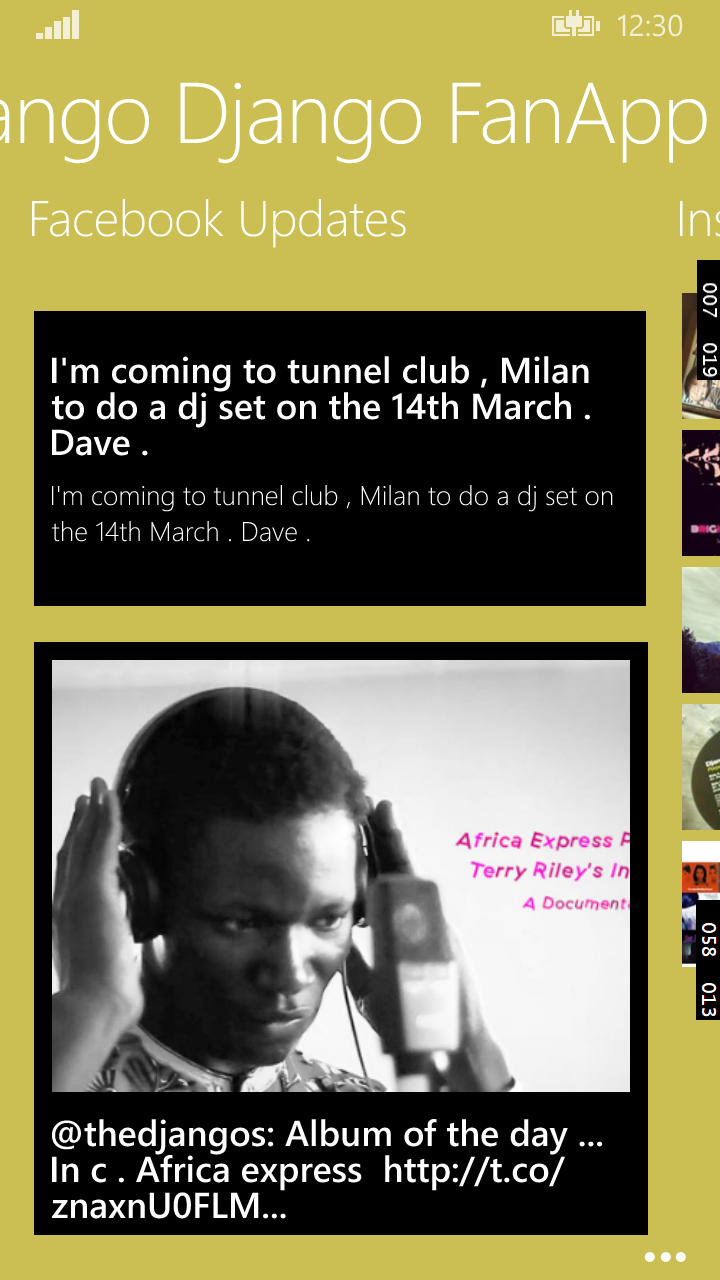 12:30
ango Django FanApp
Facebook Updates
Ins
007 019
I'm coming to tunnel club , Milan
to do a dj set on the 14th March .
Dave .
I'm coming to tunnel club , Milan to do a dj set on
the 14th March . Dave .
Africa Express P
Terry Riley's In
A Documenta
058 013
@thedjangos: Album of the day ...
In c . Africa express  http://t.co/
znaxnU0FLM...